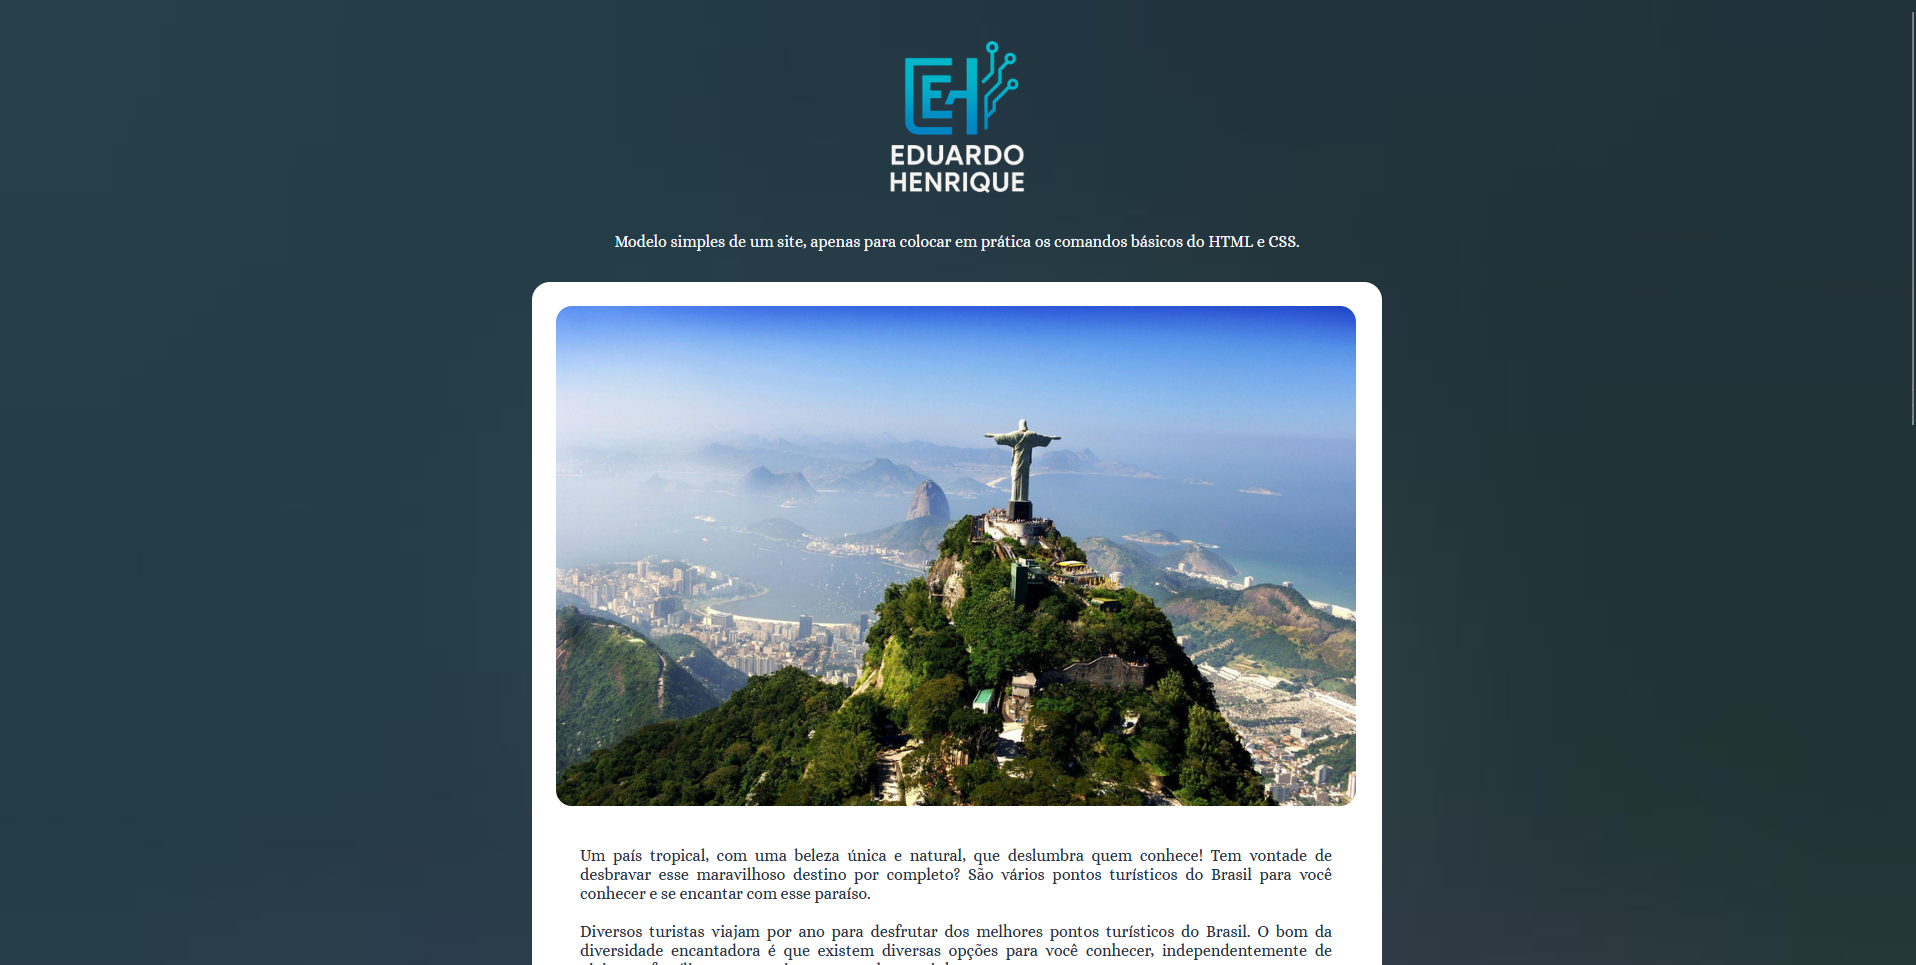 EDUARDO
HENRIQUE
Modelo simples de um site, apenas para colocar em prática os comandos básicos do HTML e CSS.
Um país tropical, com uma beleza única e natural, que deslumbra quem conhece! Tem vontade de
desbravar esse maravilhoso destino por completo? São vários pontos turísticos do Brasil para você
conhecer e se encantar com esse paraíso.
Diversos turistas viajam por ano para desfrutar dos melhores pontos turísticos do Brasil. O bom da
diversidade encantadora é que existem diversas opções para você conhecer, independentemente de